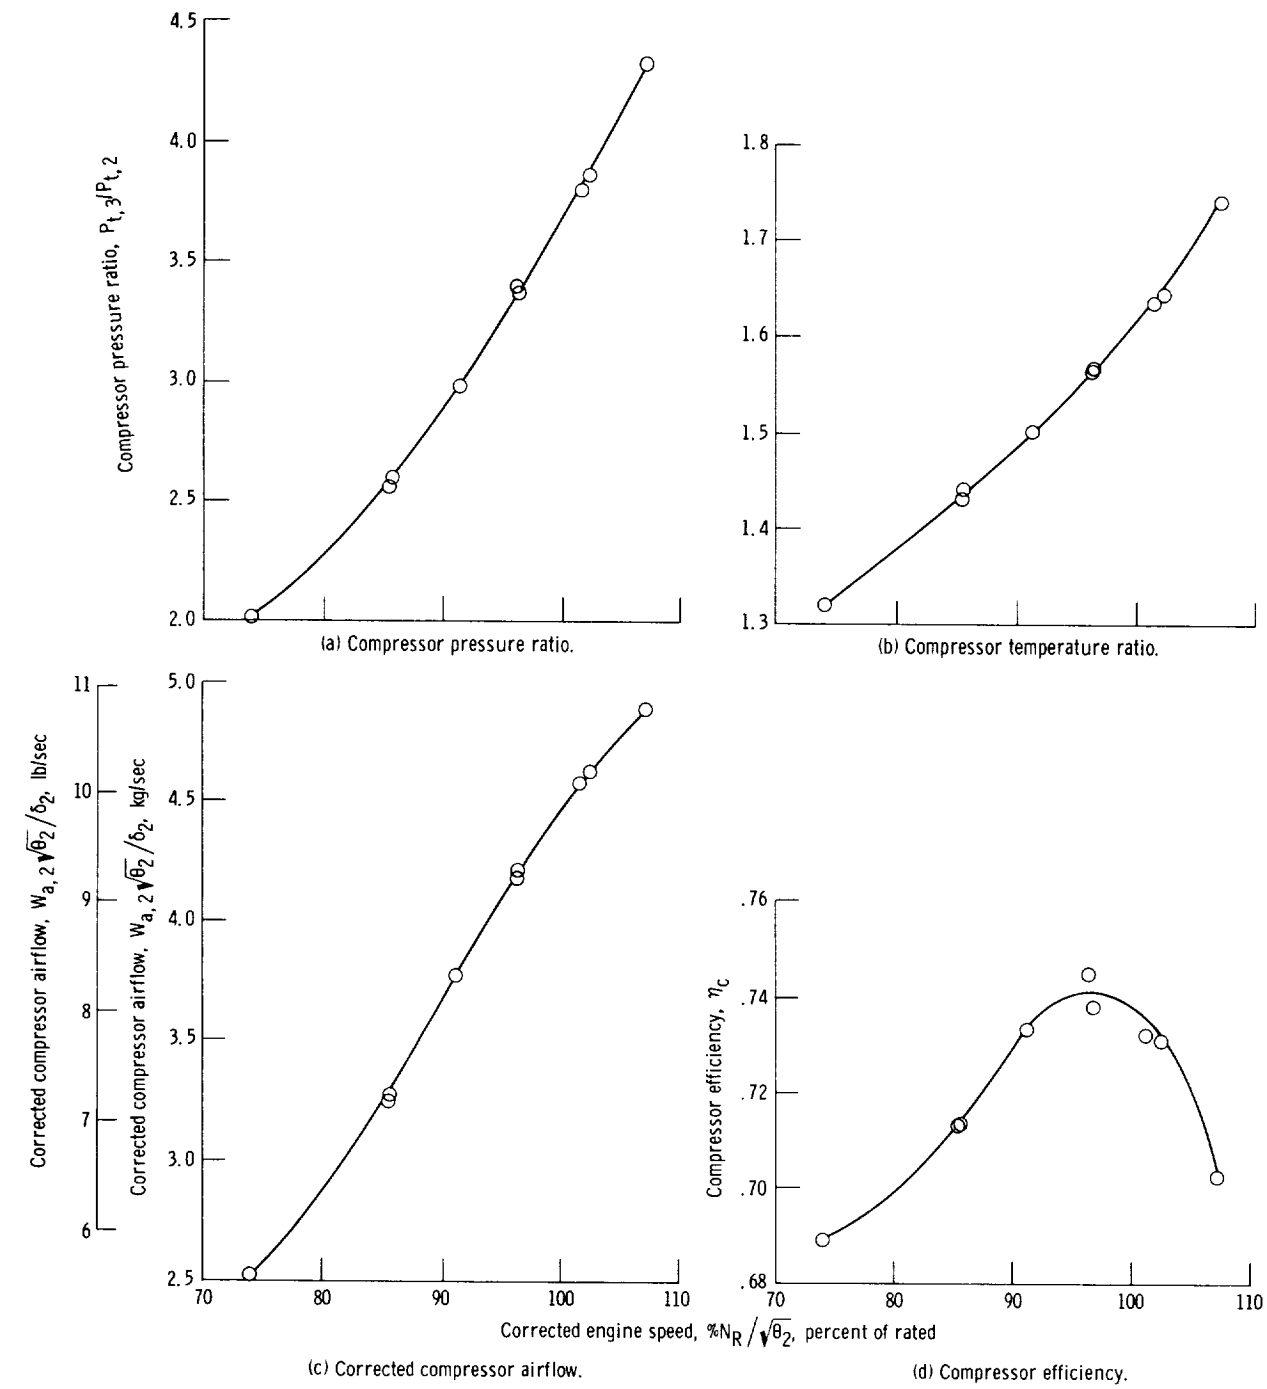 4.5
4.0
3.5
3.0
2.5
2.0
Compressor pressure ratio, Pt,3/Pt,2
(a) Compressor pressure ratio.
1.8
1.7
1.6
1.5
1.4
1.3
(b) Compressor temperature ratio.
11
10
9
8
7
6
Corrected compressor airflow, Wa,2√θ2/δ2, lb/sec
5.0
4.5
4.0
3.5
3.0
2.5
Corrected compressor airflow, Wa,2√θ2/δ2, kg/sec
70 80 90 100 110
.76
.74
.72
.70
.68
Compressor efficiency, ηc
70 80 90 100 110
Corrected engine speed, %NR/√θ2, percent of rated
(c) Corrected compressor airflow.
(d) Compressor efficiency.